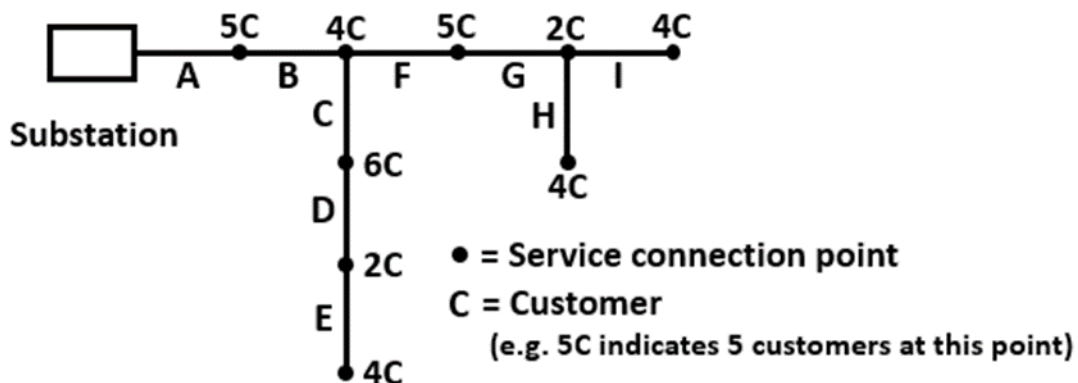 5C 4C 5C 2C 4C
A B F G I
C H
Substation
6C 4C
D
2C
● = Service connection point
C = Customer
E
(e.g. 5C indicates 5 customers at this point)
4C